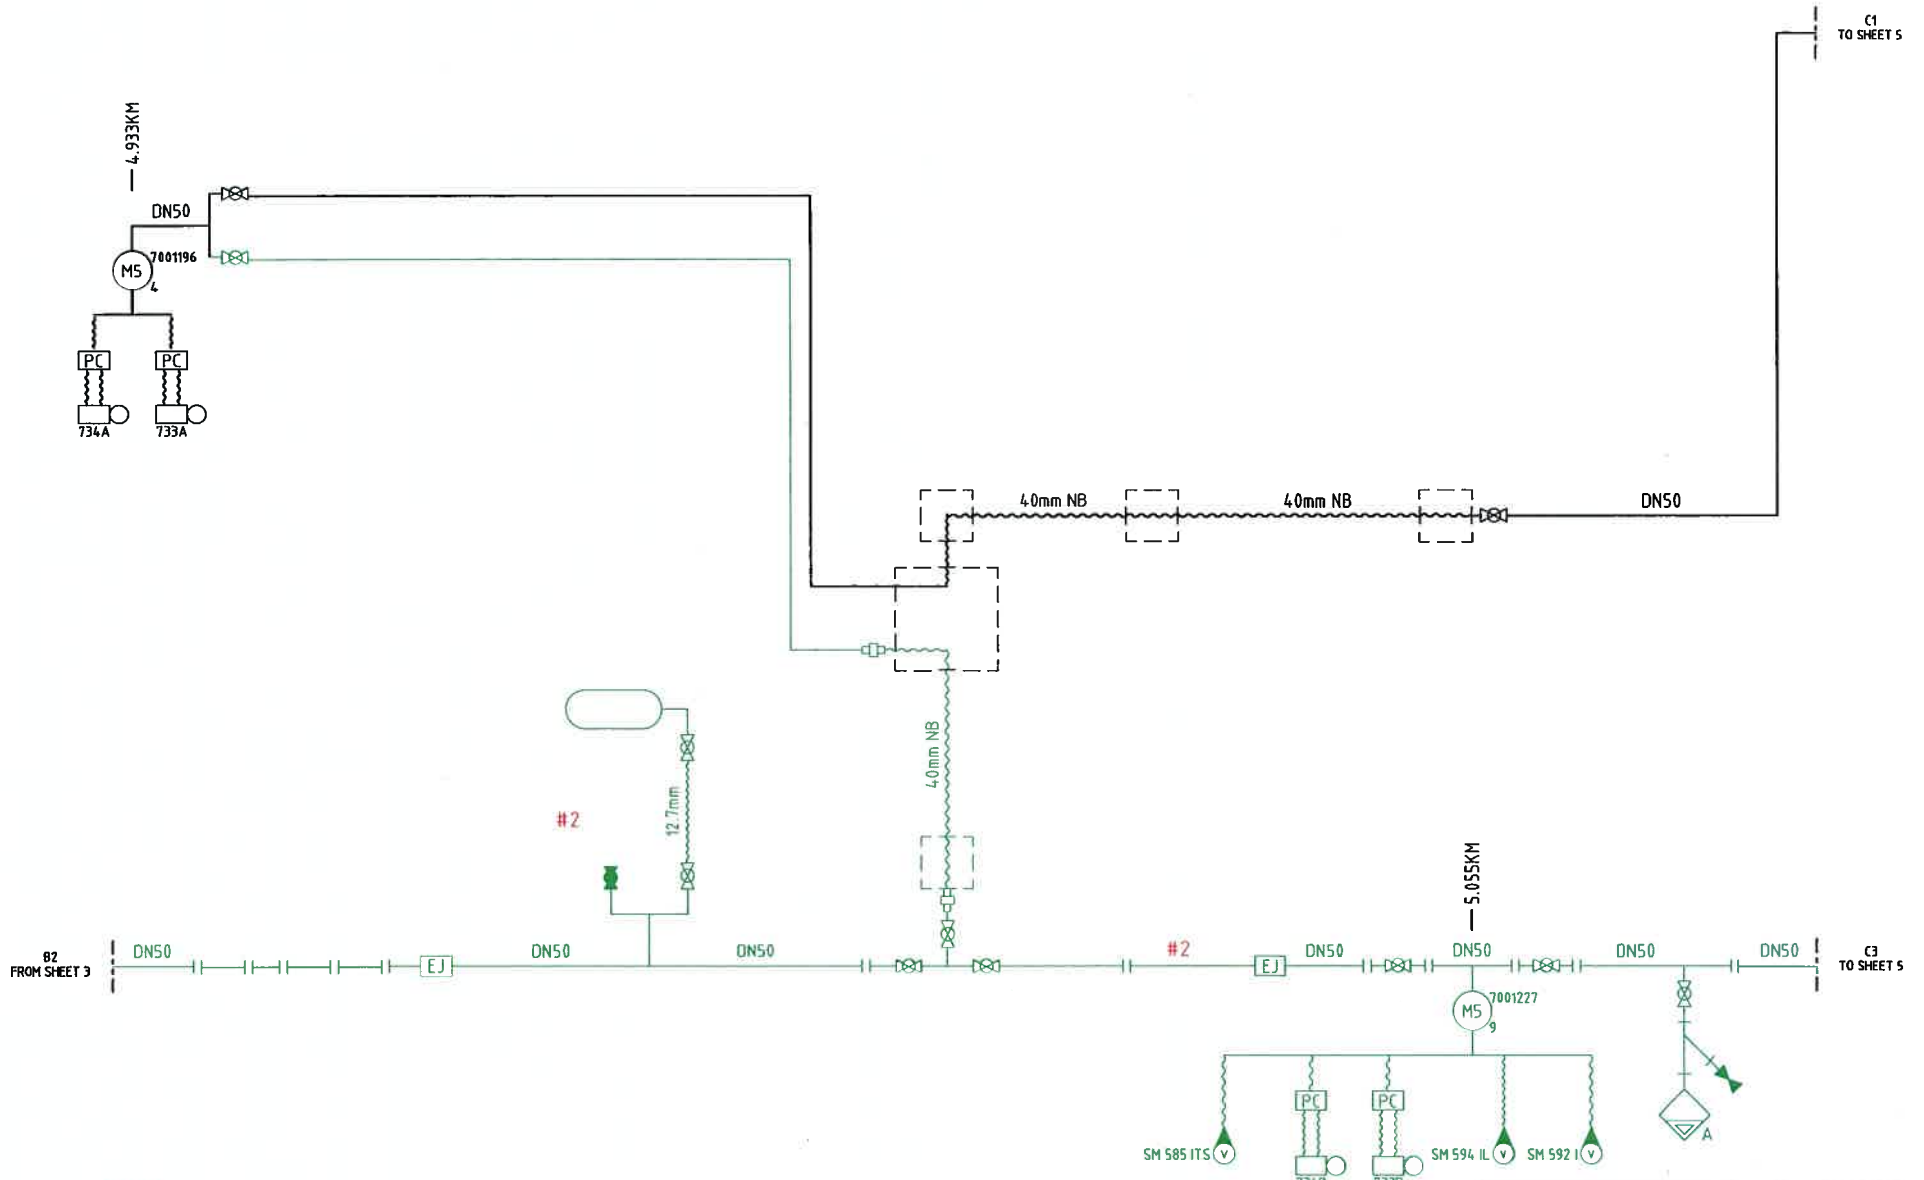 C1
TO SHEET 5
4.933KM
DN50
7001196
M5
4
PC
PC
734A
733A
40mm NB
40mm NB
DN50
40mm NB
12.7mm
#2
5.055KM
B2
FROM SHEET 3
DN50
EJ
DN50
DN50
#2
EJ
DN50
DN50
DN50
DN50
C3
TO SHEET 5
7001227
M5
9
PC
PC
SM 585 ITS
V
SM 594 IL
V
SM 592 I
V
A